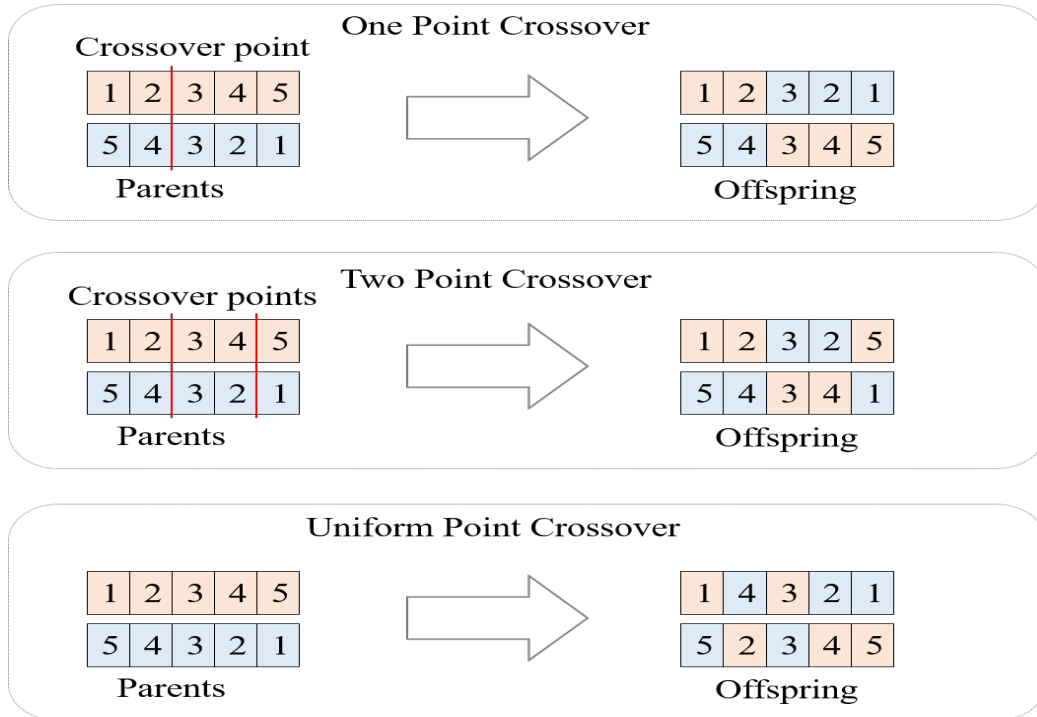 One Point Crossover
Crossover point
1 2 3 4 5
1 2 3 2 1
5 4 3 2 1
5 4 3 4 5
Parents
Offspring
Two Point Crossover
Crossover points
1 2 3 4 5
1 2 3 2 5
5 4 3 2 1
5 4 3 4 1
Parents
Offspring
Uniform Point Crossover
1 2 3 4 5
1 4 3 2 1
5 4 3 2 1
5 2 3 4 5
Parents
Offspring